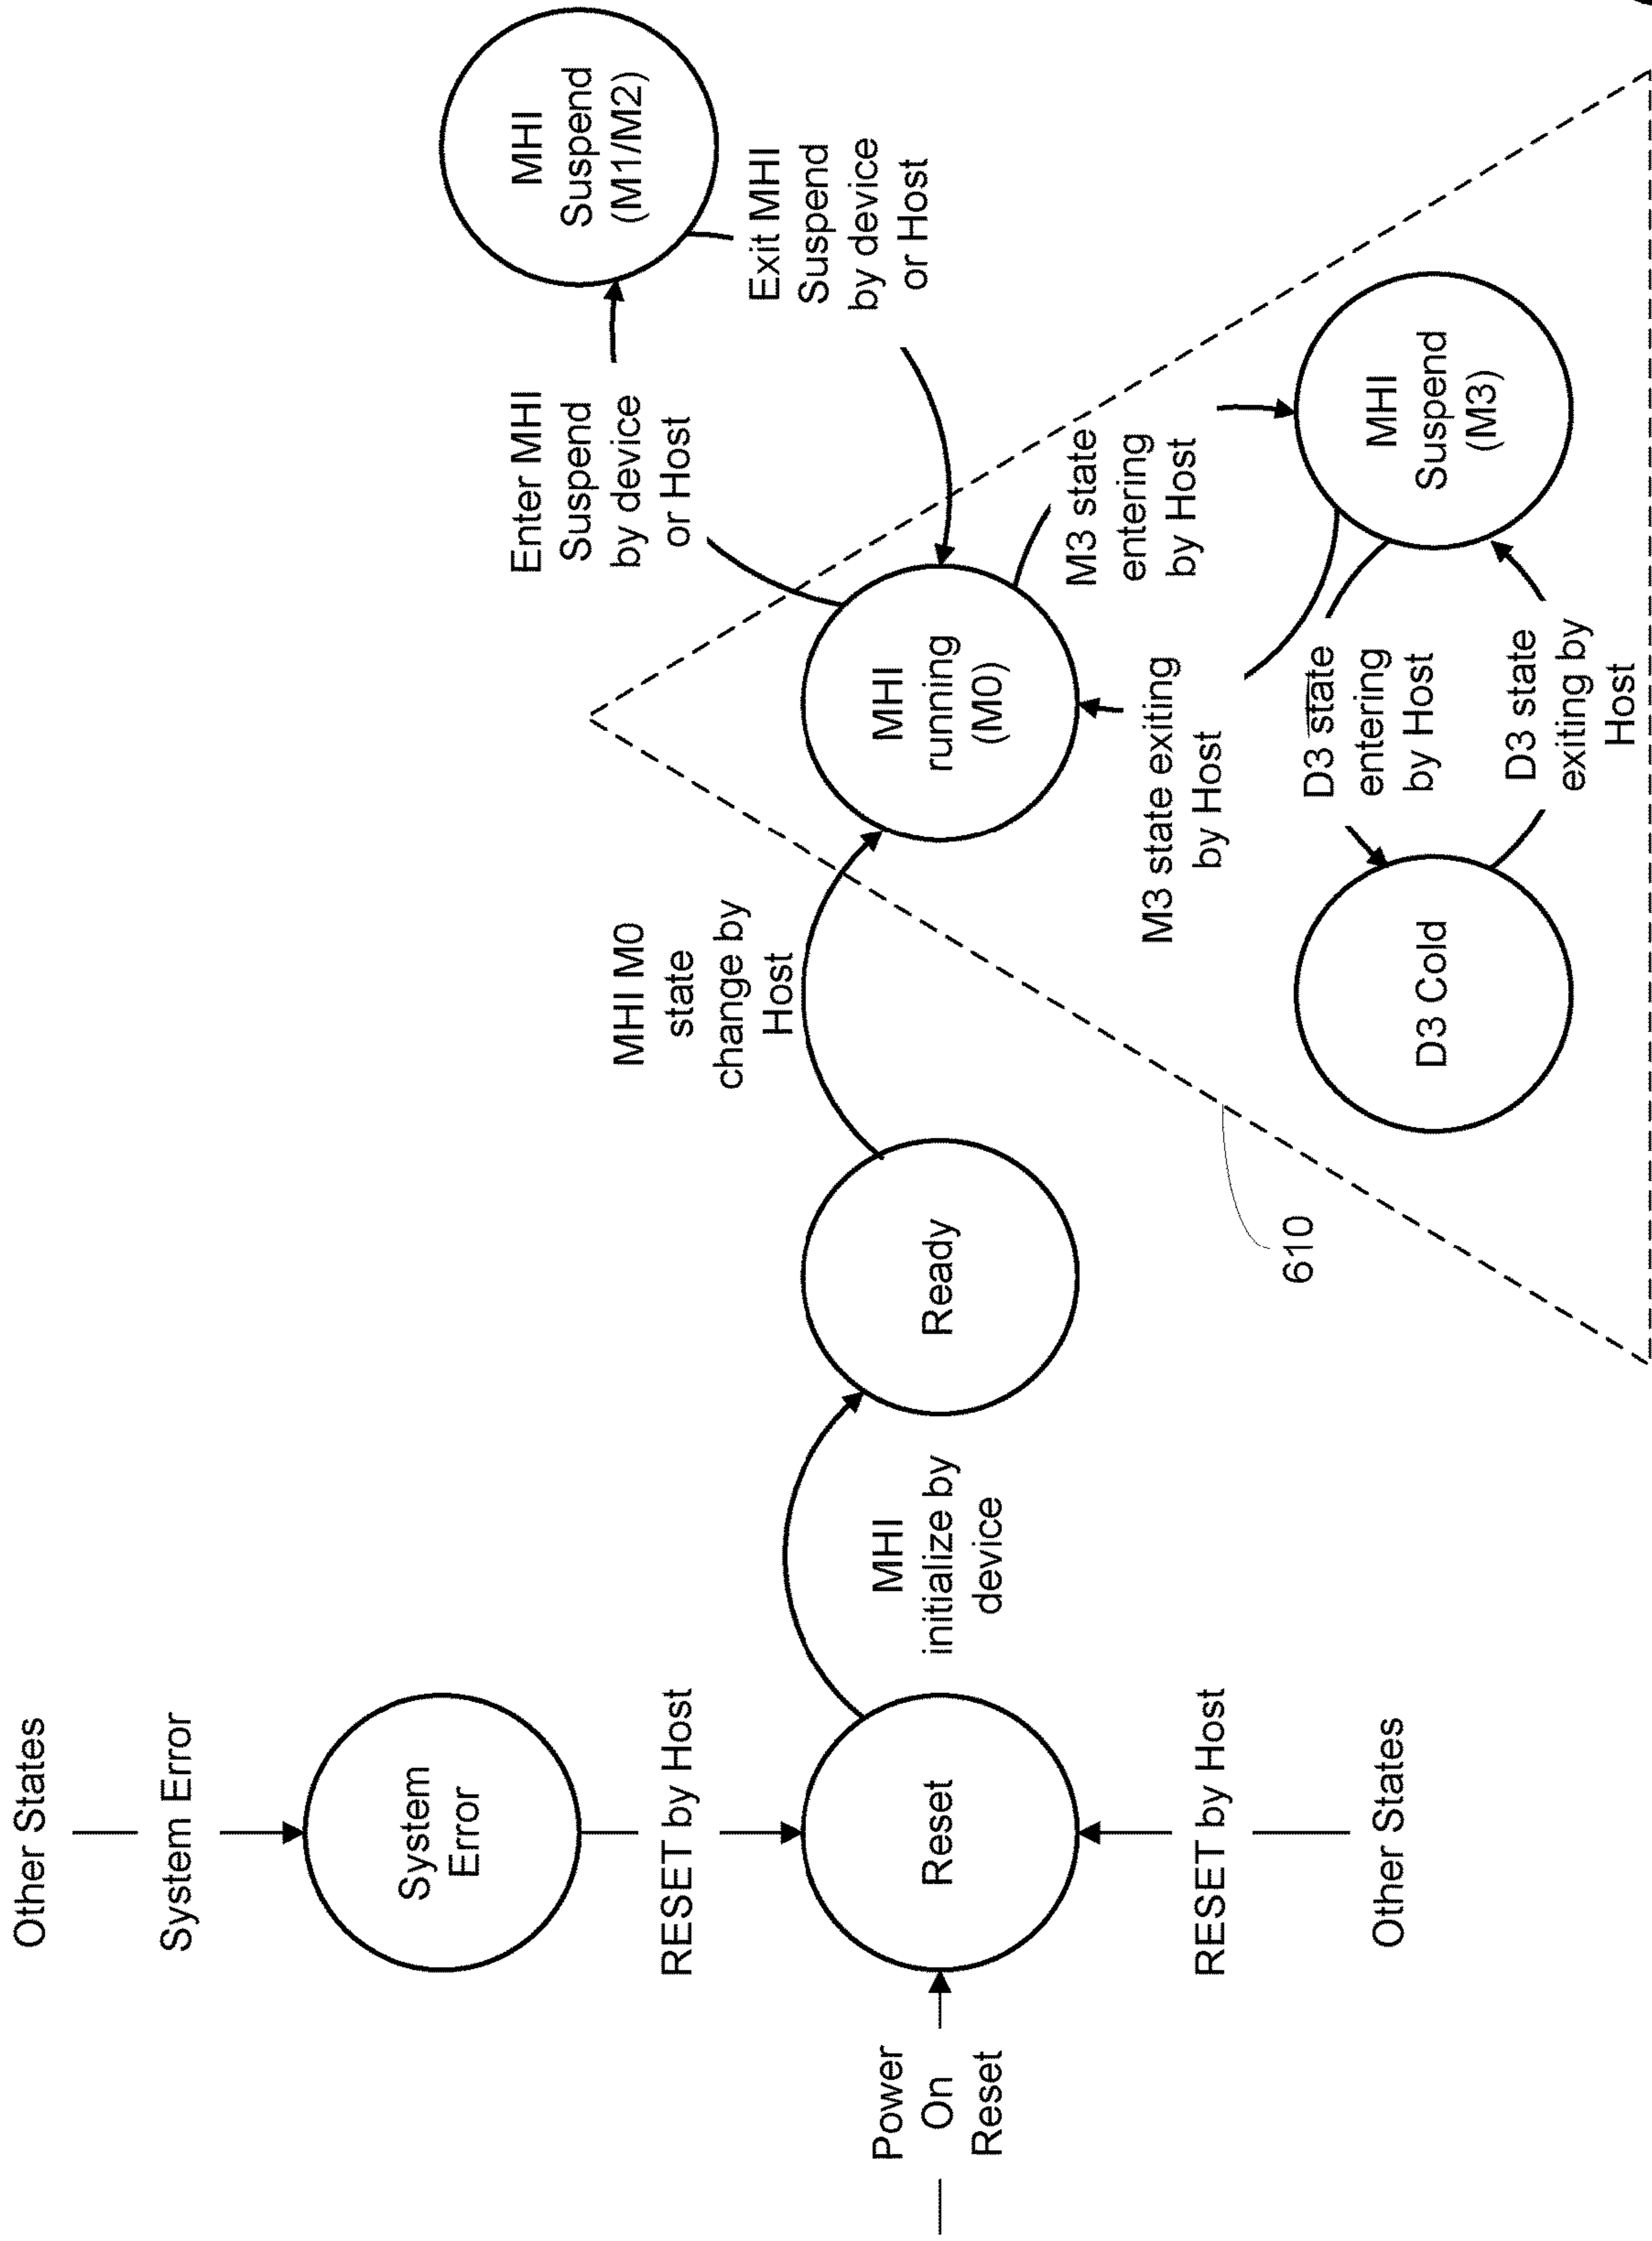 Other States
System Error
System
Error
RESET by Host
Power
On
Reset
Reset
RESET by Host
Other States
MHI
initialize by
device
Ready
MHI M0
state
change by
Host
MHI
running
(M0)
Enter MHI
Suspend
by device
or Host
MHI
Suspend
(M1/M2)
Exit MHI
Suspend
by device
or Host
M3 state
entering
by Host
M3 state exiting
by Host
MHI
Suspend
(M3)
D3 state
entering
by Host
D3 state
exiting by
Host
D3 Cold
610